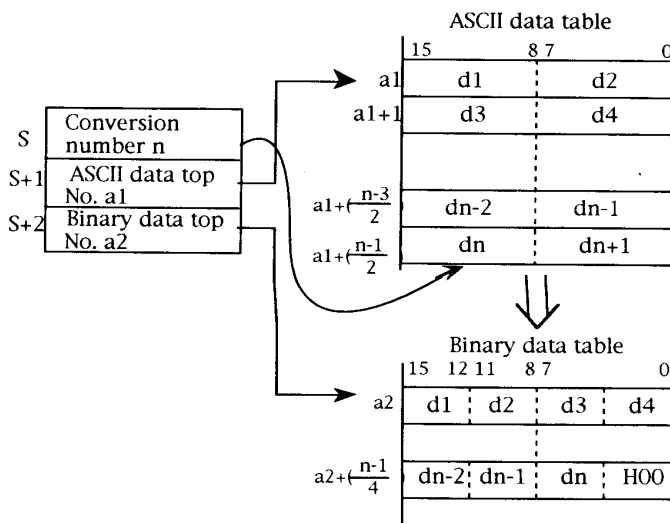 ASCII data table
15 8 7 0
a1 d1 d2
a1+1 d3 d4
a1+(n-3/2 dn-2 dn-1
a1+(n-1/2 dn dn+1
S Conversion number n
S+1 ASCII data top No. a1
S+2 Binary data top No. a2
Binary data table
15 12 11 8 7 0
a2 d1 d2 d3 d4
a2+(n-1/4 dn-2 dn-1 dn H00